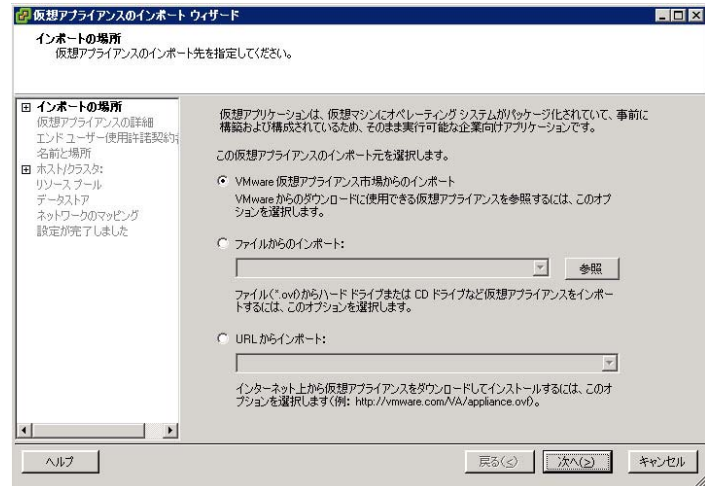 仮想アプライアンスのインポート ウィザード
インポートの場所
仮想アプライアンスのインポート先を指定してください。
インポートの場所
仮想アプライアンスの詳細
エンド ユーザー使用許諾契約
名前と場所
ホスト/クラスタ:
リソース プール
データストア
ネットワークのマッピング
設定が完了しました
仮想アプリケーションは、仮想マシンにオペレーティング システムがパッケージ化されていて、事前に
構築および構成されているため、そのまま実行可能な企業向けアプリケーションです。
この仮想アプライアンスのインポート元を選択します。
VMware 仮想アプライアンス市場からのインポート
VMware からのダウンロードに使用できる仮想アプライアンスを参照するには、このオプ
ションを選択します。
ファイルからのインポート:
参照
ファイル(*.ovf)からハード ドライブまたは CD ドライブなど仮想アプライアンスをインポー
トするには、このオプションを選択します。
URL からインポート:
インターネット上から仮想アプライアンスをダウンロードしてインストールするには、このオ
プションを選択します(例: http://vmware.com/VA/appliance.ovf)。
ヘルプ
戻る(<)
次へ(>)
キャンセル